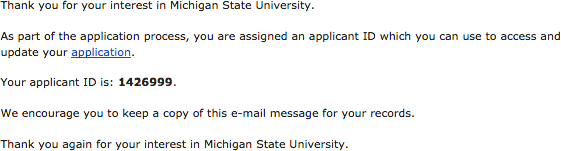 Thank you for your interest in Michigan State University.
As part of the application process, you are assigned an applicant ID which you can use to access and
update your application.
Your applicant ID is: 1426999.
We encourage you to keep a copy of this e-mail message for your records.
Thank you again for your interest in Michigan State University.